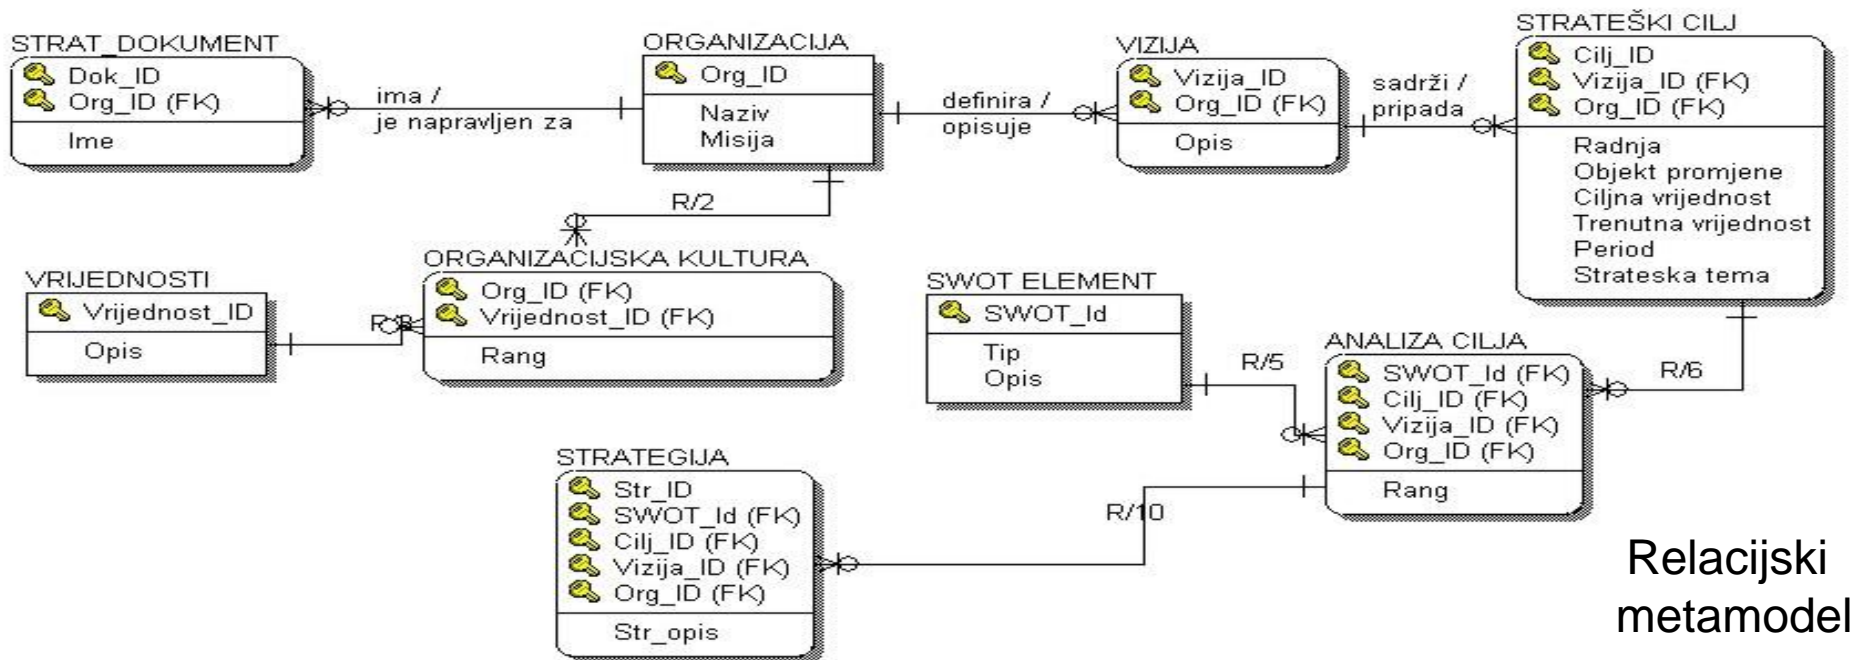 STRAT_DOKUMENT
Dok_ID
Org_ID (FK)
Ime
ima /
je napravljen za
ORGANIZACIJA
Org_ID
Naziv
Misija
definira /
opisuje
VIZIJA
Vizija_ID
Org_ID (FK)
Opis
sadrži /
pripada
STRATEŠKI CILJ
Cilj_ID
Vizija_ID (FK)
Org_ID (FK)
Radnja
Objekt promjene
Ciljna vrijednost
Trenutna vrijednost
Period
Strateska tema
R/2
VRIJEDNOSTI
Vrijednost_ID
Opis
ORGANIZACIJSKA KULTURA
Org_ID (FK)
Vrijednost_ID (FK)
Rang
SWOT ELEMENT
SWOT_Id
Tip
Opis
R/5
ANALIZA CILJA
SWOT_Id (FK)
Cilj_ID (FK)
Vizija_ID (FK)
Org_ID (FK)
Rang
R/6
STRATEGIJA
Str_ID
SWOT_Id (FK)
Cilj_ID (FK)
Vizija_ID (FK)
Org_ID (FK)
Str_opis
R/10
Relacijski
metamodel